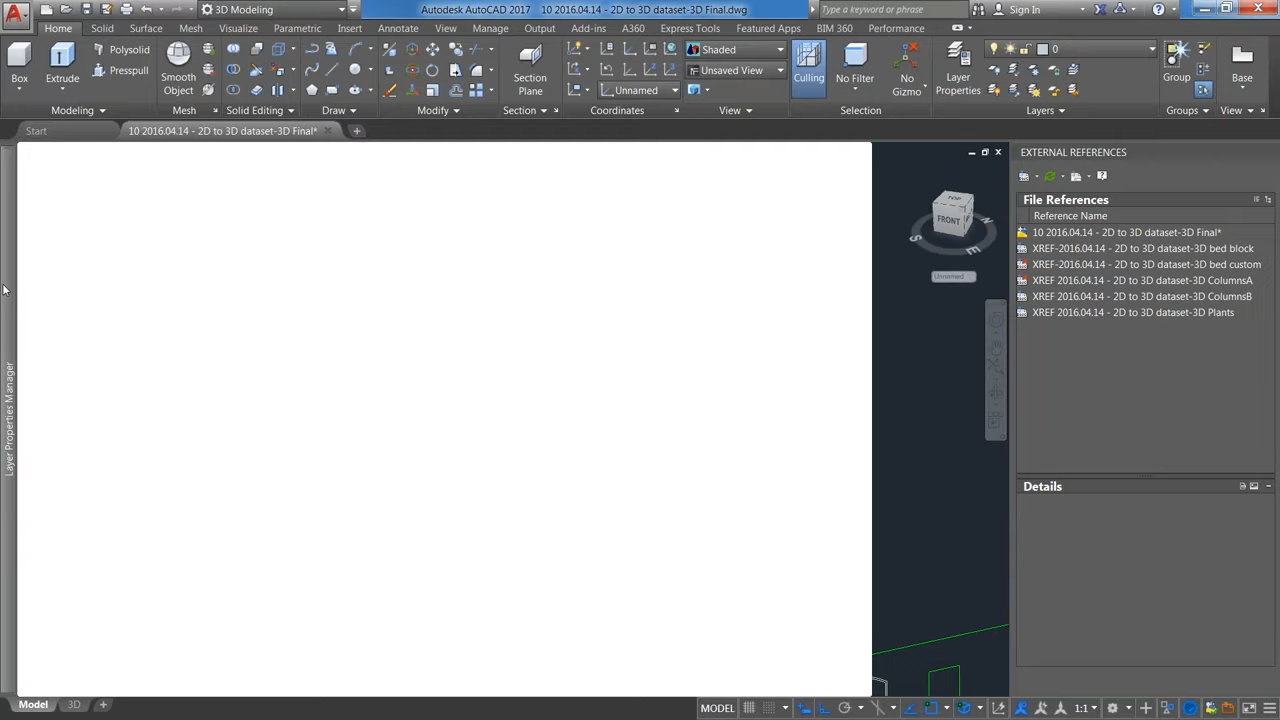 3D Modeling
Autodesk AutoCAD 2017   10 2016.04.14 - 2D to 3D dataset-3D Final.dwg
Type a keyword or phrase
Sign In
Home Solid Surface Mesh Visualize Parametric Insert Annotate View Manage Output Add-ins A360 Express Tools Featured Apps BIM 360 Performance
Box
Extrude
Polysolid
Presspull
Smooth
Object
Section
Plane
Shaded
Unsaved View
Unnamed
Culling
No Filter
No
Gizmo
Layer
Properties
0
Group
Base
Modeling
Mesh
Solid Editing
Draw
Modify
Section
Coordinates
View
Selection
Layers
Groups
View
Start
10 2016.04.14 - 2D to 3D dataset-3D Final*
Layer Properties Manager
TOP
FRONT
N
S
E
Unnamed
EXTERNAL REFERENCES
File References
Reference Name
10 2016.04.14 - 2D to 3D dataset-3D Final*
XREF-2016.04.14 - 2D to 3D dataset-3D bed block
XREF-2016.04.14 - 2D to 3D dataset-3D bed custom
XREF 2016.04.14 - 2D to 3D dataset-3D ColumnsA
XREF 2016.04.14 - 2D to 3D dataset-3D ColumnsB
XREF 2016.04.14 - 2D to 3D dataset-3D Plants
Details
Model
3D
MODEL
1:1